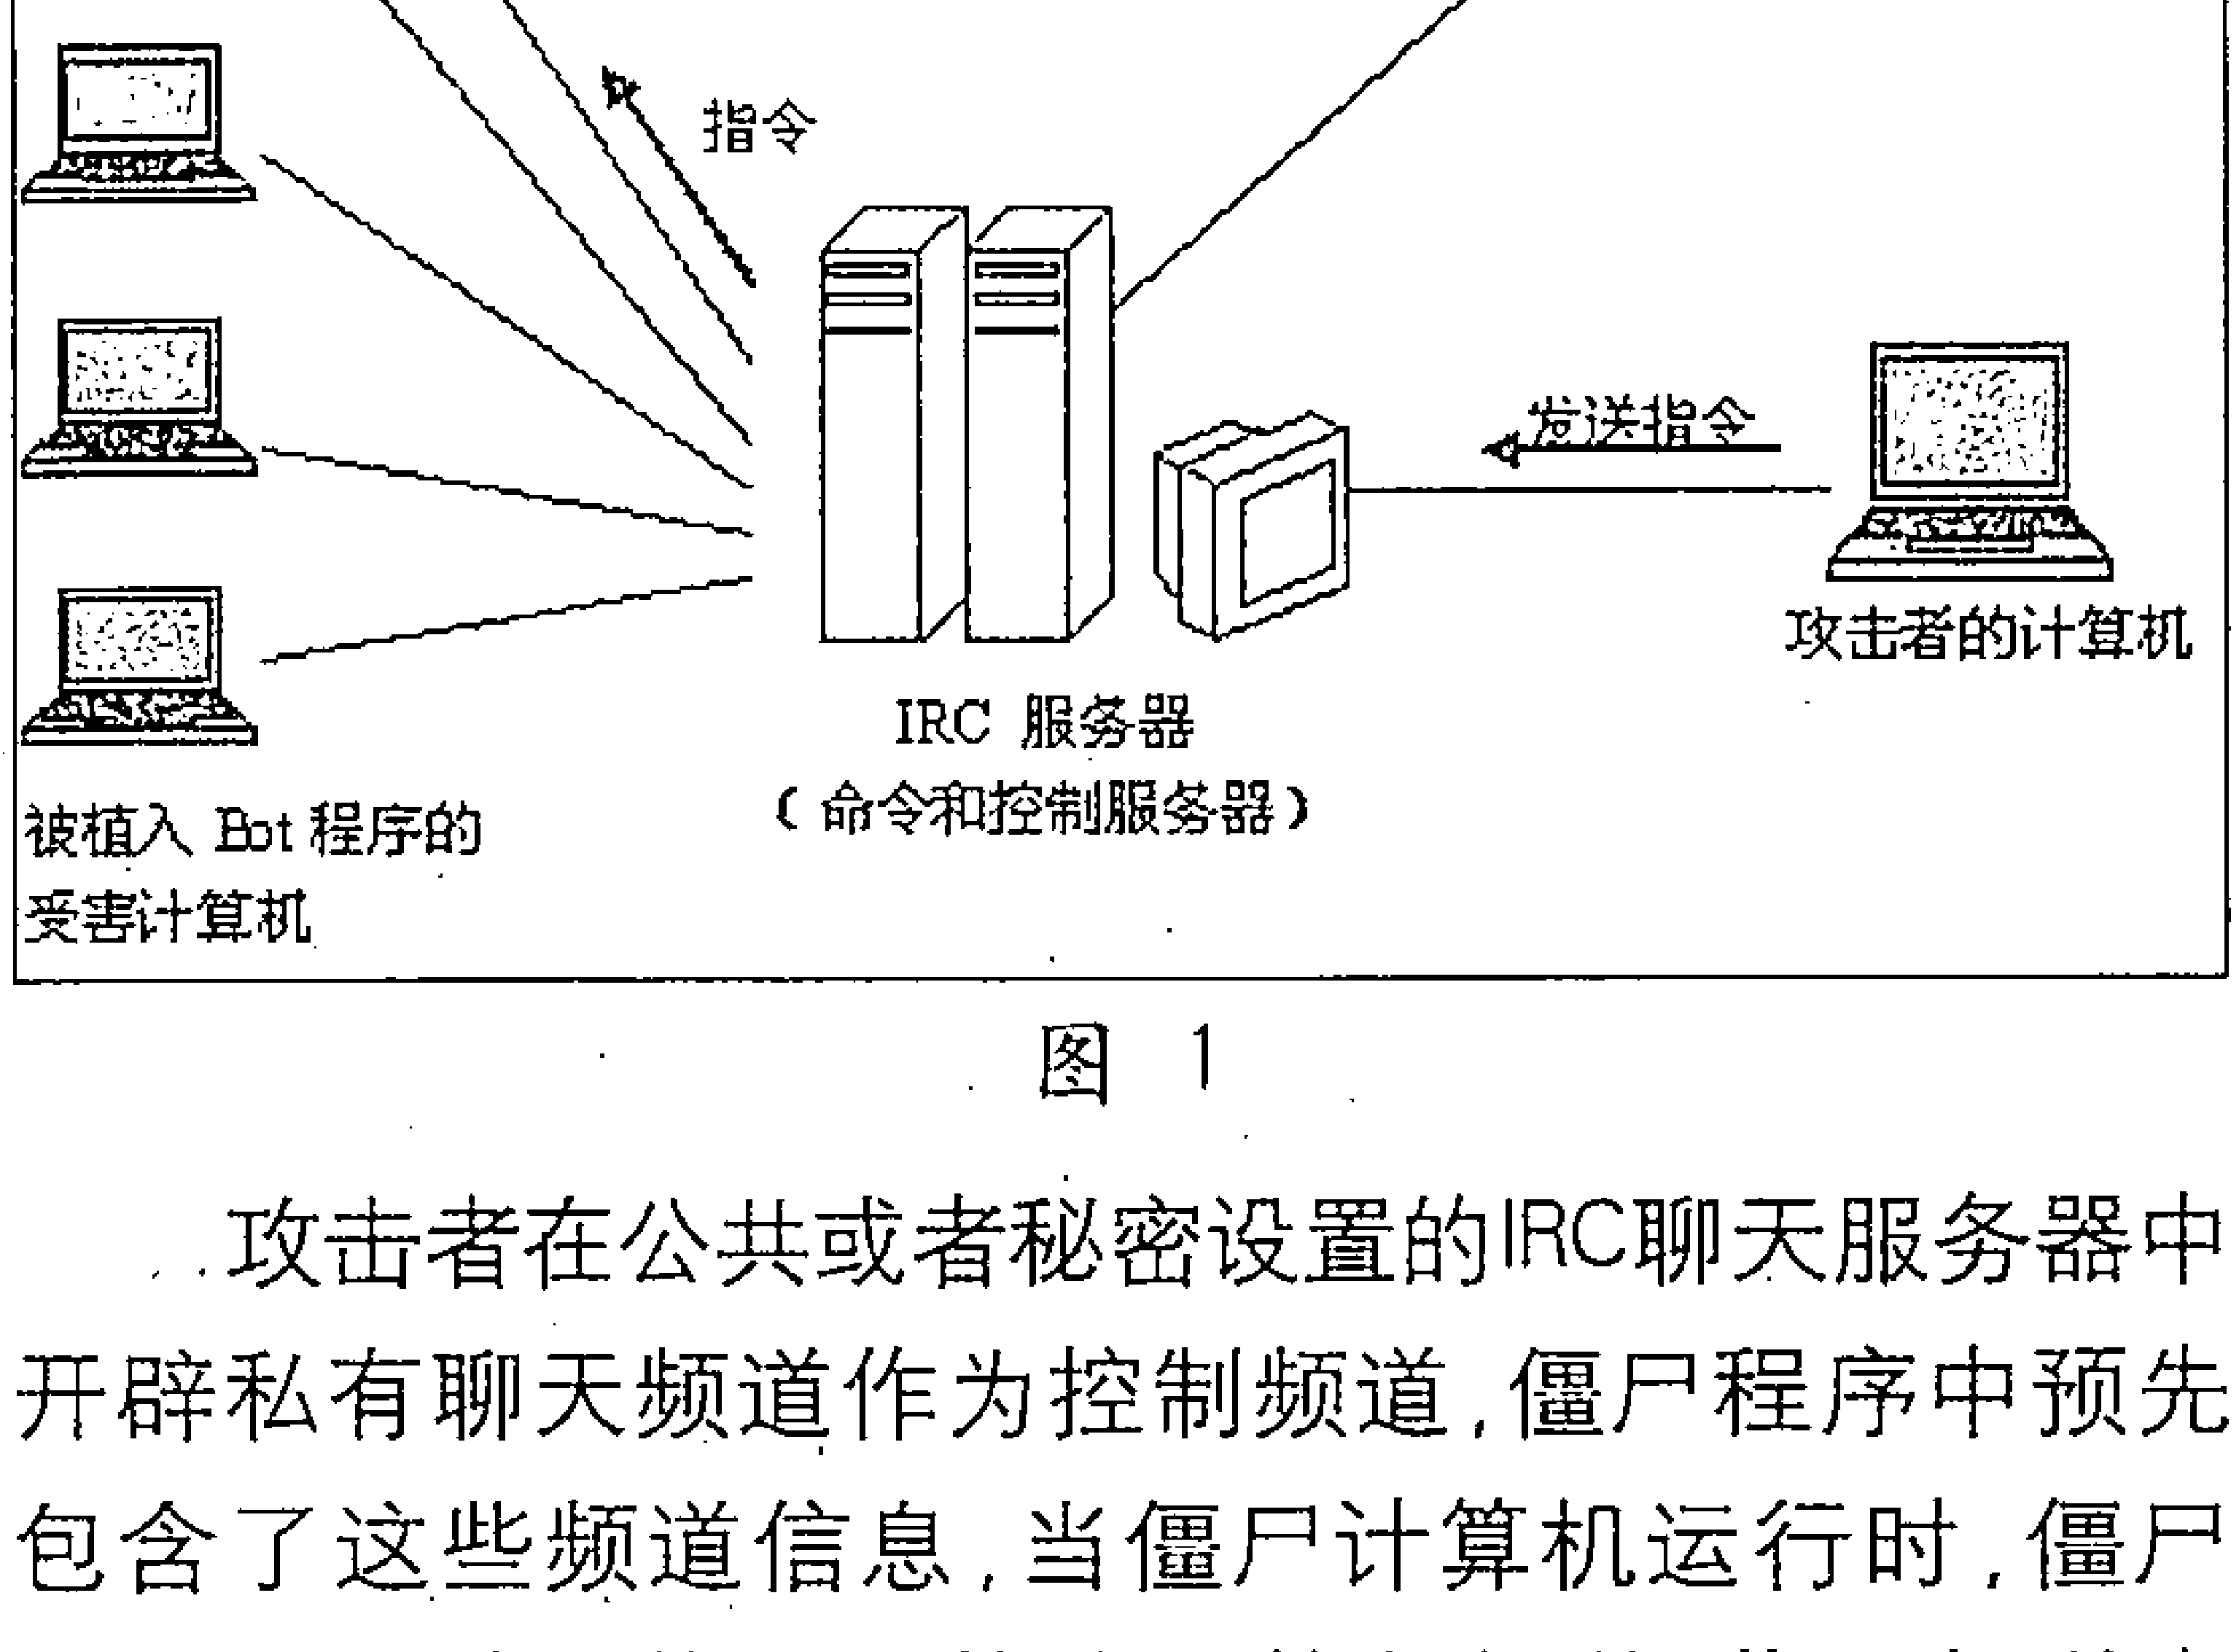 指令
发送指令
攻击者的计算机
IRC 服务器
(命令和控制服务器)
被植入 Bot 程序的
受害计算机
图 1
攻击者在公共或者秘密设置的IRC聊天服务器中
开辟私有聊天频道作为控制频道,僵尸程序中预先
包含了这些频道信息,当僵尸计算机运行时,僵尸